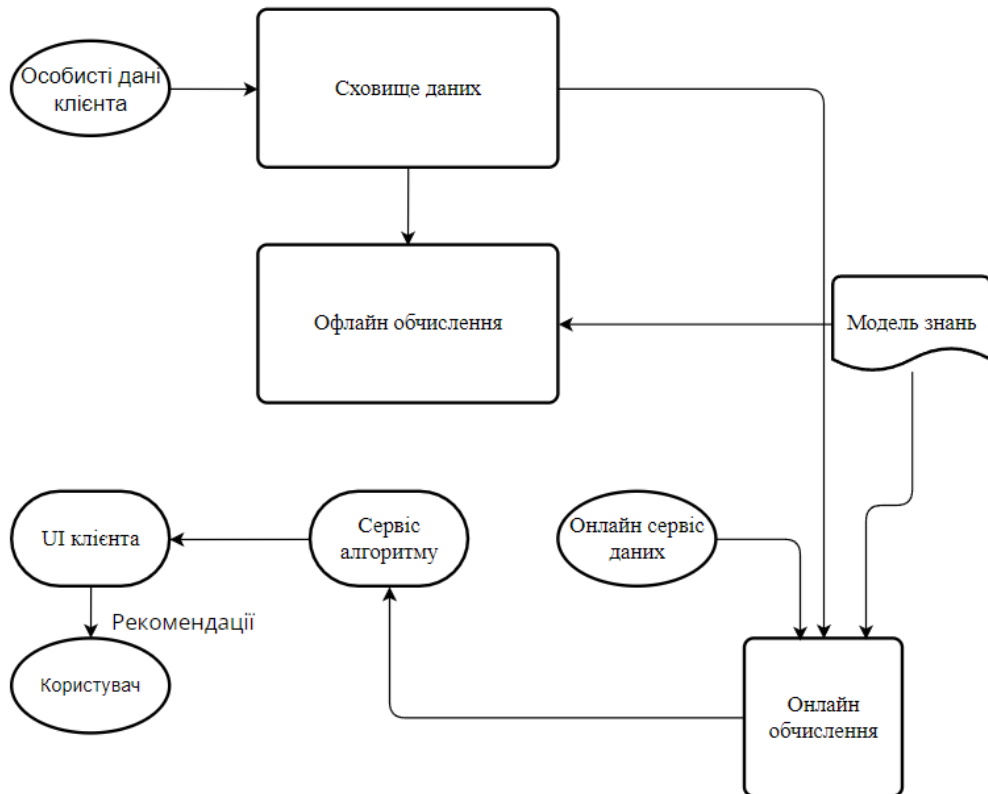 Особисті дані
клієнта
Сховище даних
Офлайн обчислення
Модель знань
UI клієнта
Сервіс
алгоритму
Онлайн сервіс
даних
Рекомендації
Користувач
Онлайн
обчислення